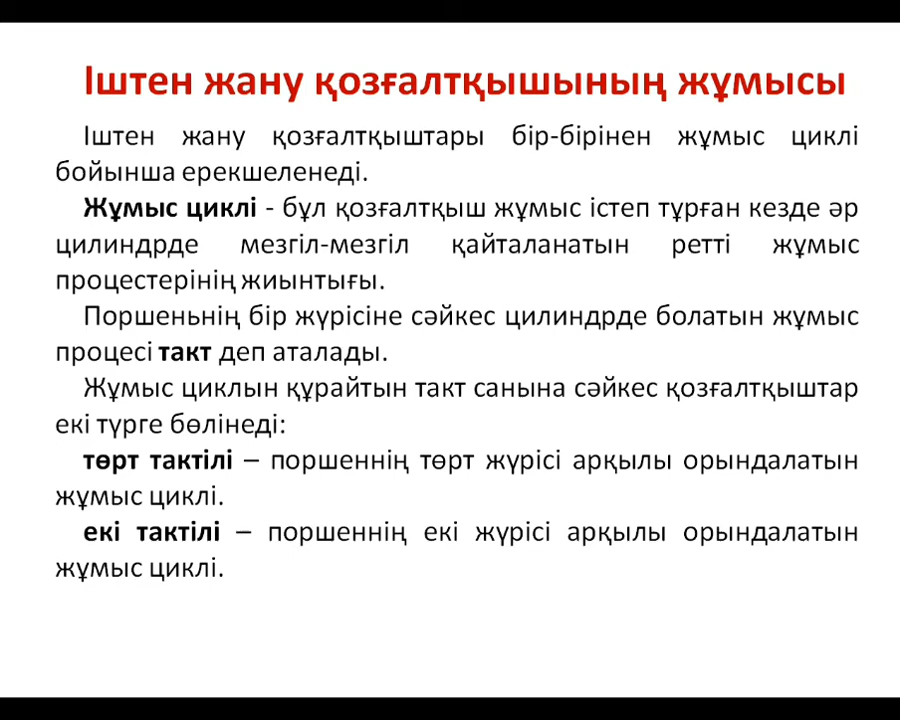 Іштен жану қозғалтқышының жұмысы
Іштен жану қозғалтқыштары бір-бірінен жұмыс циклі
бойынша ерекшеленеді.
Жұмыс циклі - бұл қозғалтқыш жұмыс істеп тұрған кезде әр
цилиндрде мезгіл-мезгіл қайталанатын ретті жұмыс
процестерінің жиынтығы.
Поршеньнің бір жүрісіне сәйкес цилиндрде болатын жұмыс
процесі такт деп аталады.
Жұмыс циклын құрайтын такт санына сәйкес қозғалтқыштар
екі түрге бөлінеді:
төрт тактілі – поршеннің төрт жүрісі арқылы орындалатын
жұмыс циклі.
екі тактілі – поршеннің екі жүрісі арқылы орындалатын
жұмыс циклі.